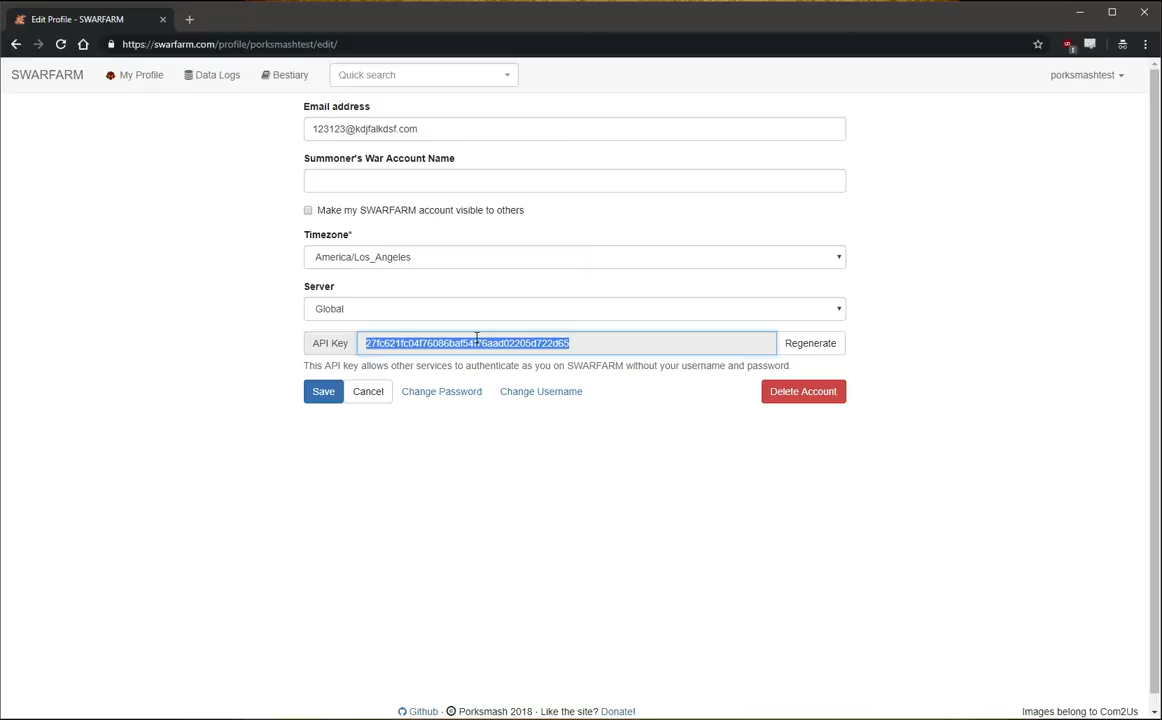 Edit Profile - SWARFARM
https://swarfarm.com/profile/porksmashtest/edit/
SWARFARM My Profile Data Logs Bestiary Quick search porksmashtest
Email address
123123@kdjfalkdsf.com
Summoner's War Account Name
Make my SWARFARM account visible to others
Timezone*
America/Los_Angeles
Server
Global
API Key Regenerate
This API key allows other services to authenticate as you on SWARFARM without your username and password.
Save Cancel Change Password Change Username Delete Account
Github · © Porksmash 2018 · Like the site? Donate! Images belong to Com2Us